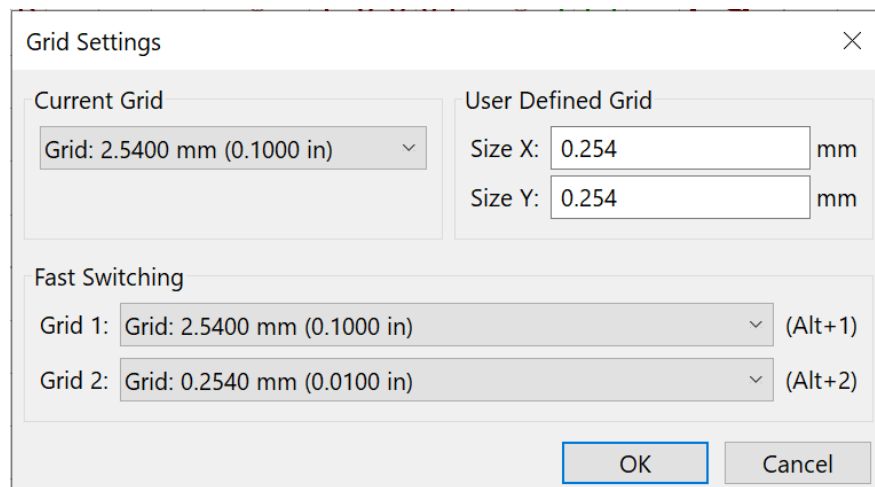 Grid Settings
Current Grid
Grid: 2.5400 mm (0.1000 in)
User Defined Grid
Size X: 0.254 mm
Size Y: 0.254 mm
Fast Switching
Grid 1: Grid: 2.5400 mm (0.1000 in) (Alt+1)
Grid 2: Grid: 0.2540 mm (0.0100 in) (Alt+2)
OK Cancel